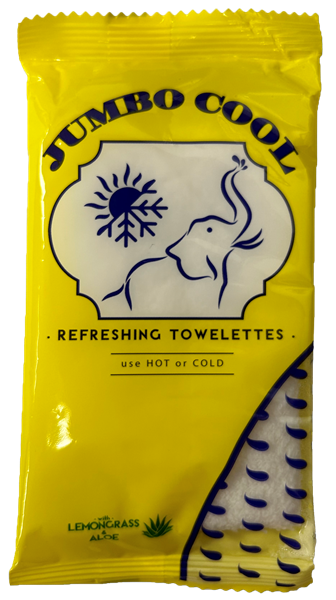 JUMBO COOL
· REFRESHING TOWELETTES ·
use HOT or COLD
with
LEMONGRASS
&
ALOE